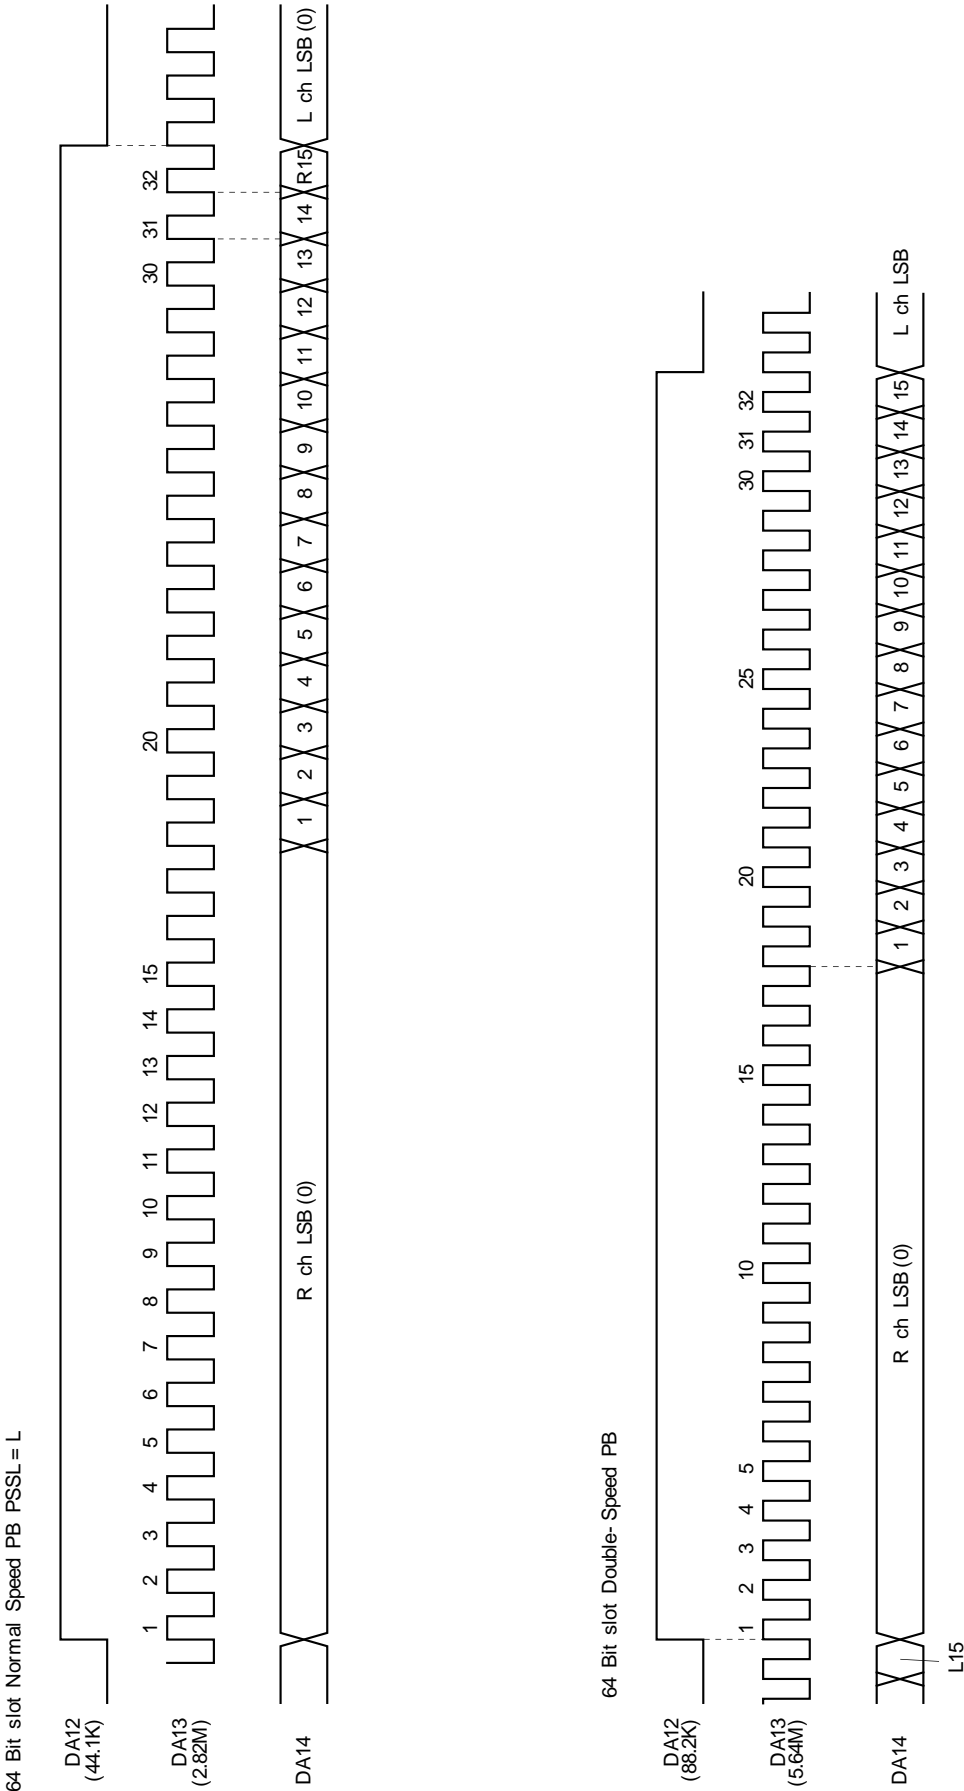 64 Bit slot Normal Speed PB PSSL = L
DA12
(44.1K)
DA13
(2.82M)
1 2 3 4 5 6 7 8 9 10 11 12 13 14 15 20 30 31 32
DA14
R ch LSB (0) 1 2 3 4 5 6 7 8 9 10 11 12 13 14 R15 L ch LSB (0)
64 Bit slot Double- Speed PB
DA12
(88.2K)
DA13
(5.64M)
1 2 3 4 5 10 15 20 25 30 31 32
DA14
R ch LSB (0) 1 2 3 4 5 6 7 8 9 10 11 12 13 14 15 L ch LSB
L15